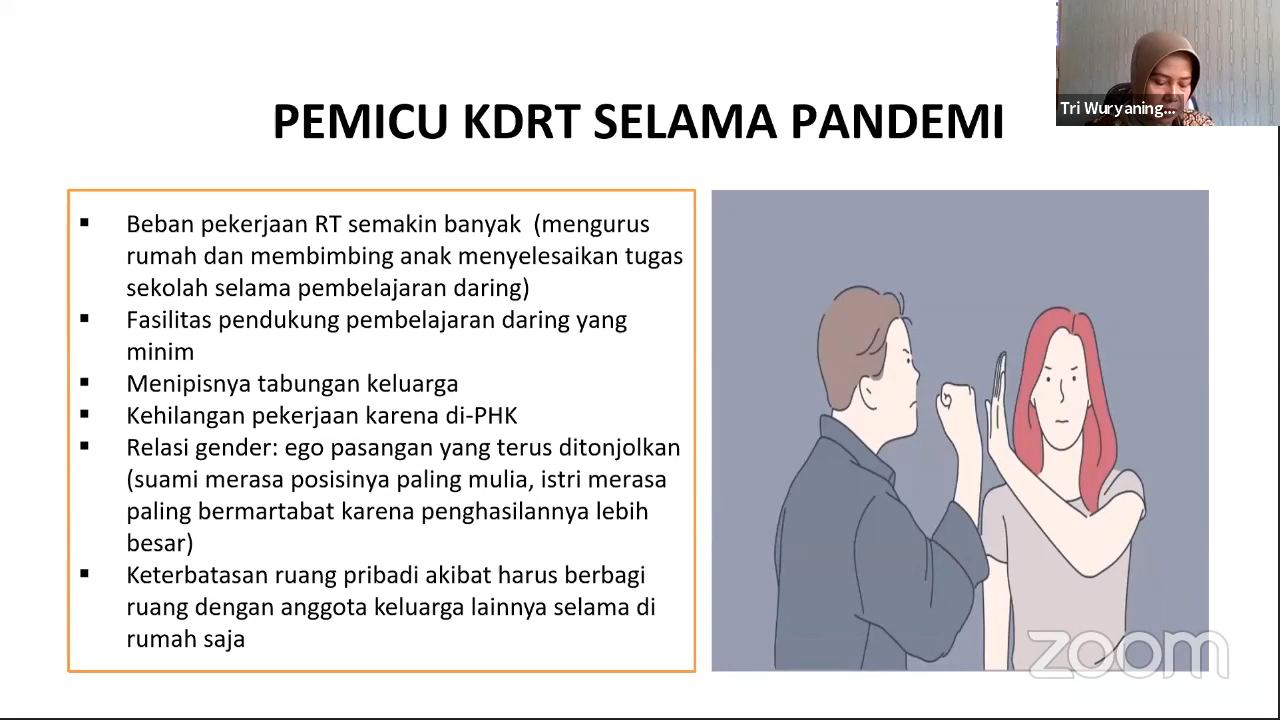 Tri Wuryaning...
PEMICU KDRT SELAMA PANDEMI
▪ Beban pekerjaan RT semakin banyak (mengurus
rumah dan membimbing anak menyelesaikan tugas
sekolah selama pembelajaran daring)
▪ Fasilitas pendukung pembelajaran daring yang
minim
▪ Menipisnya tabungan keluarga
▪ Kehilangan pekerjaan karena di-PHK
▪ Relasi gender: ego pasangan yang terus ditonjolkan
(suami merasa posisinya paling mulia, istri merasa
paling bermartabat karena penghasilannya lebih
besar)
▪ Keterbatasan ruang pribadi akibat harus berbagi
ruang dengan anggota keluarga lainnya selama di
rumah saja
zoom